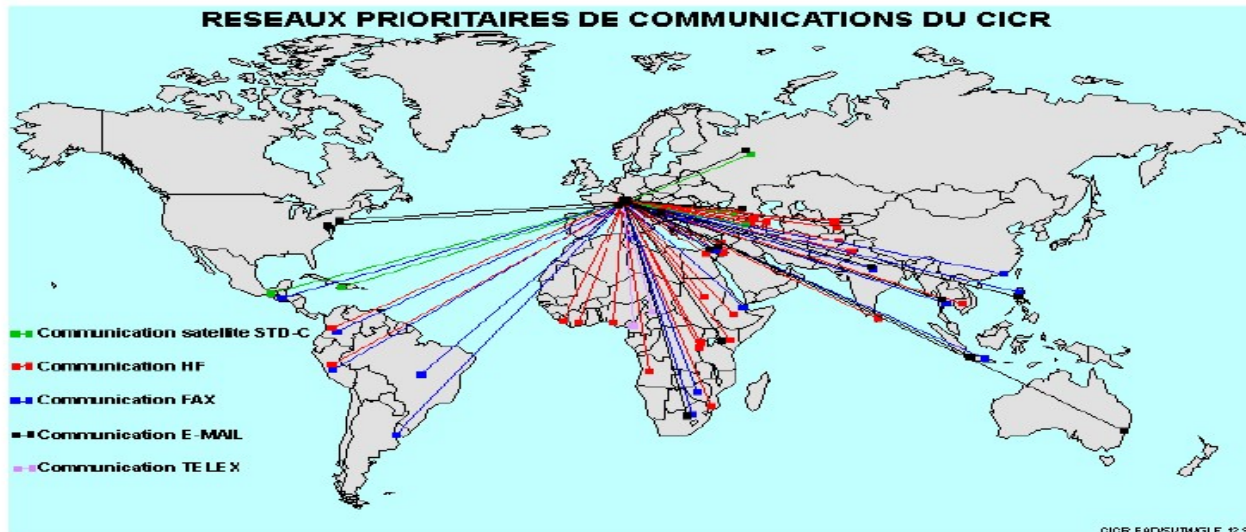 RESEAUX PRIORITAIRES DE COMMUNICATIONS DU CICR
Communication satellite STD-C
Communication HF
Communication FAX
Communication E-MAIL
Communication TELEX